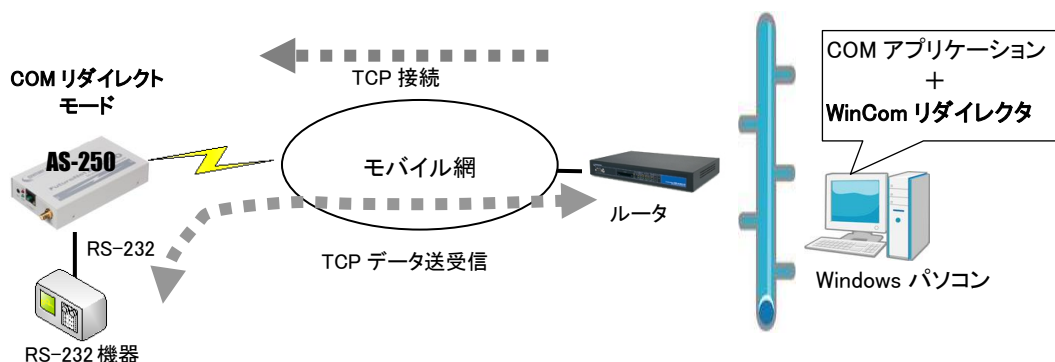 COM リダイレクト
モード
AS-250
RS-232
RS-232 機器
TCP 接続
モバイル網
TCP データ送受信
ルータ
COM アプリケーション
＋
WinCom リダイレクタ
Windows パソコン